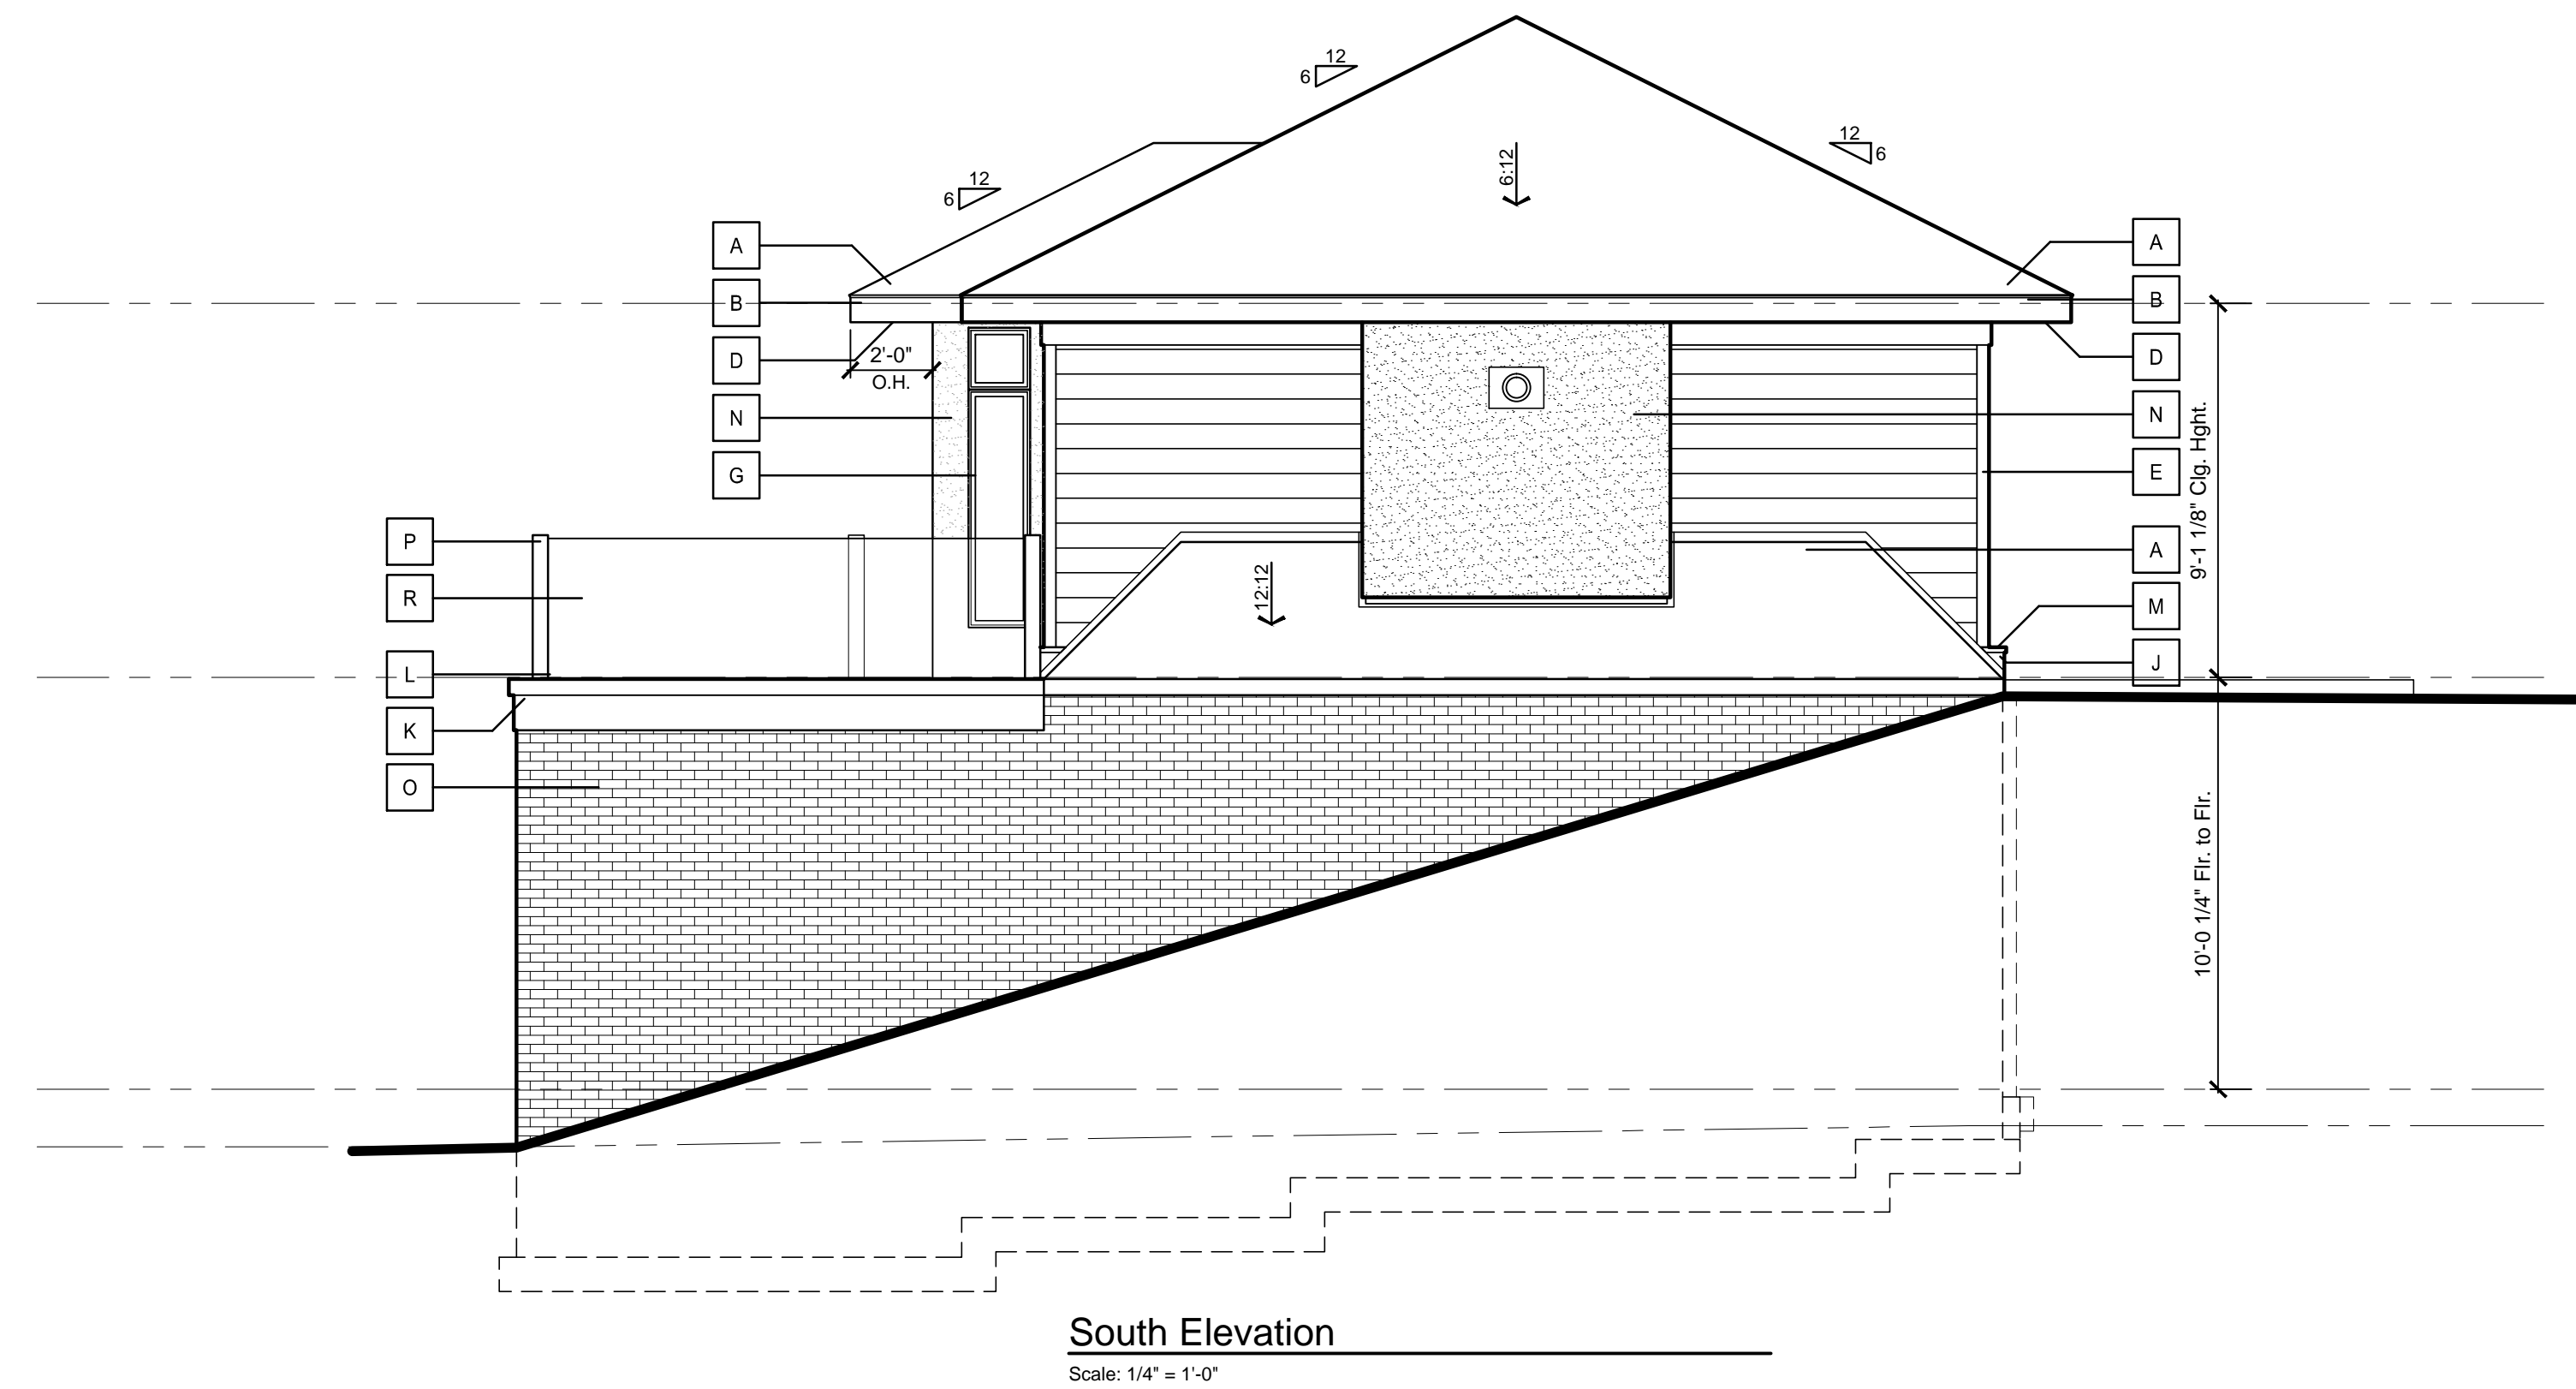 12
6
12
6
12
6
6:12
A
B
D
2'-0"
O.H.
N
G
A
B
D
N
E
A
M
J
9'-1 1/8" Clg. Hght.
P
R
L
K
O
12:12
10'-0 1/4" Flr. to Flr.
South Elevation
Scale: 1/4" = 1'-0"